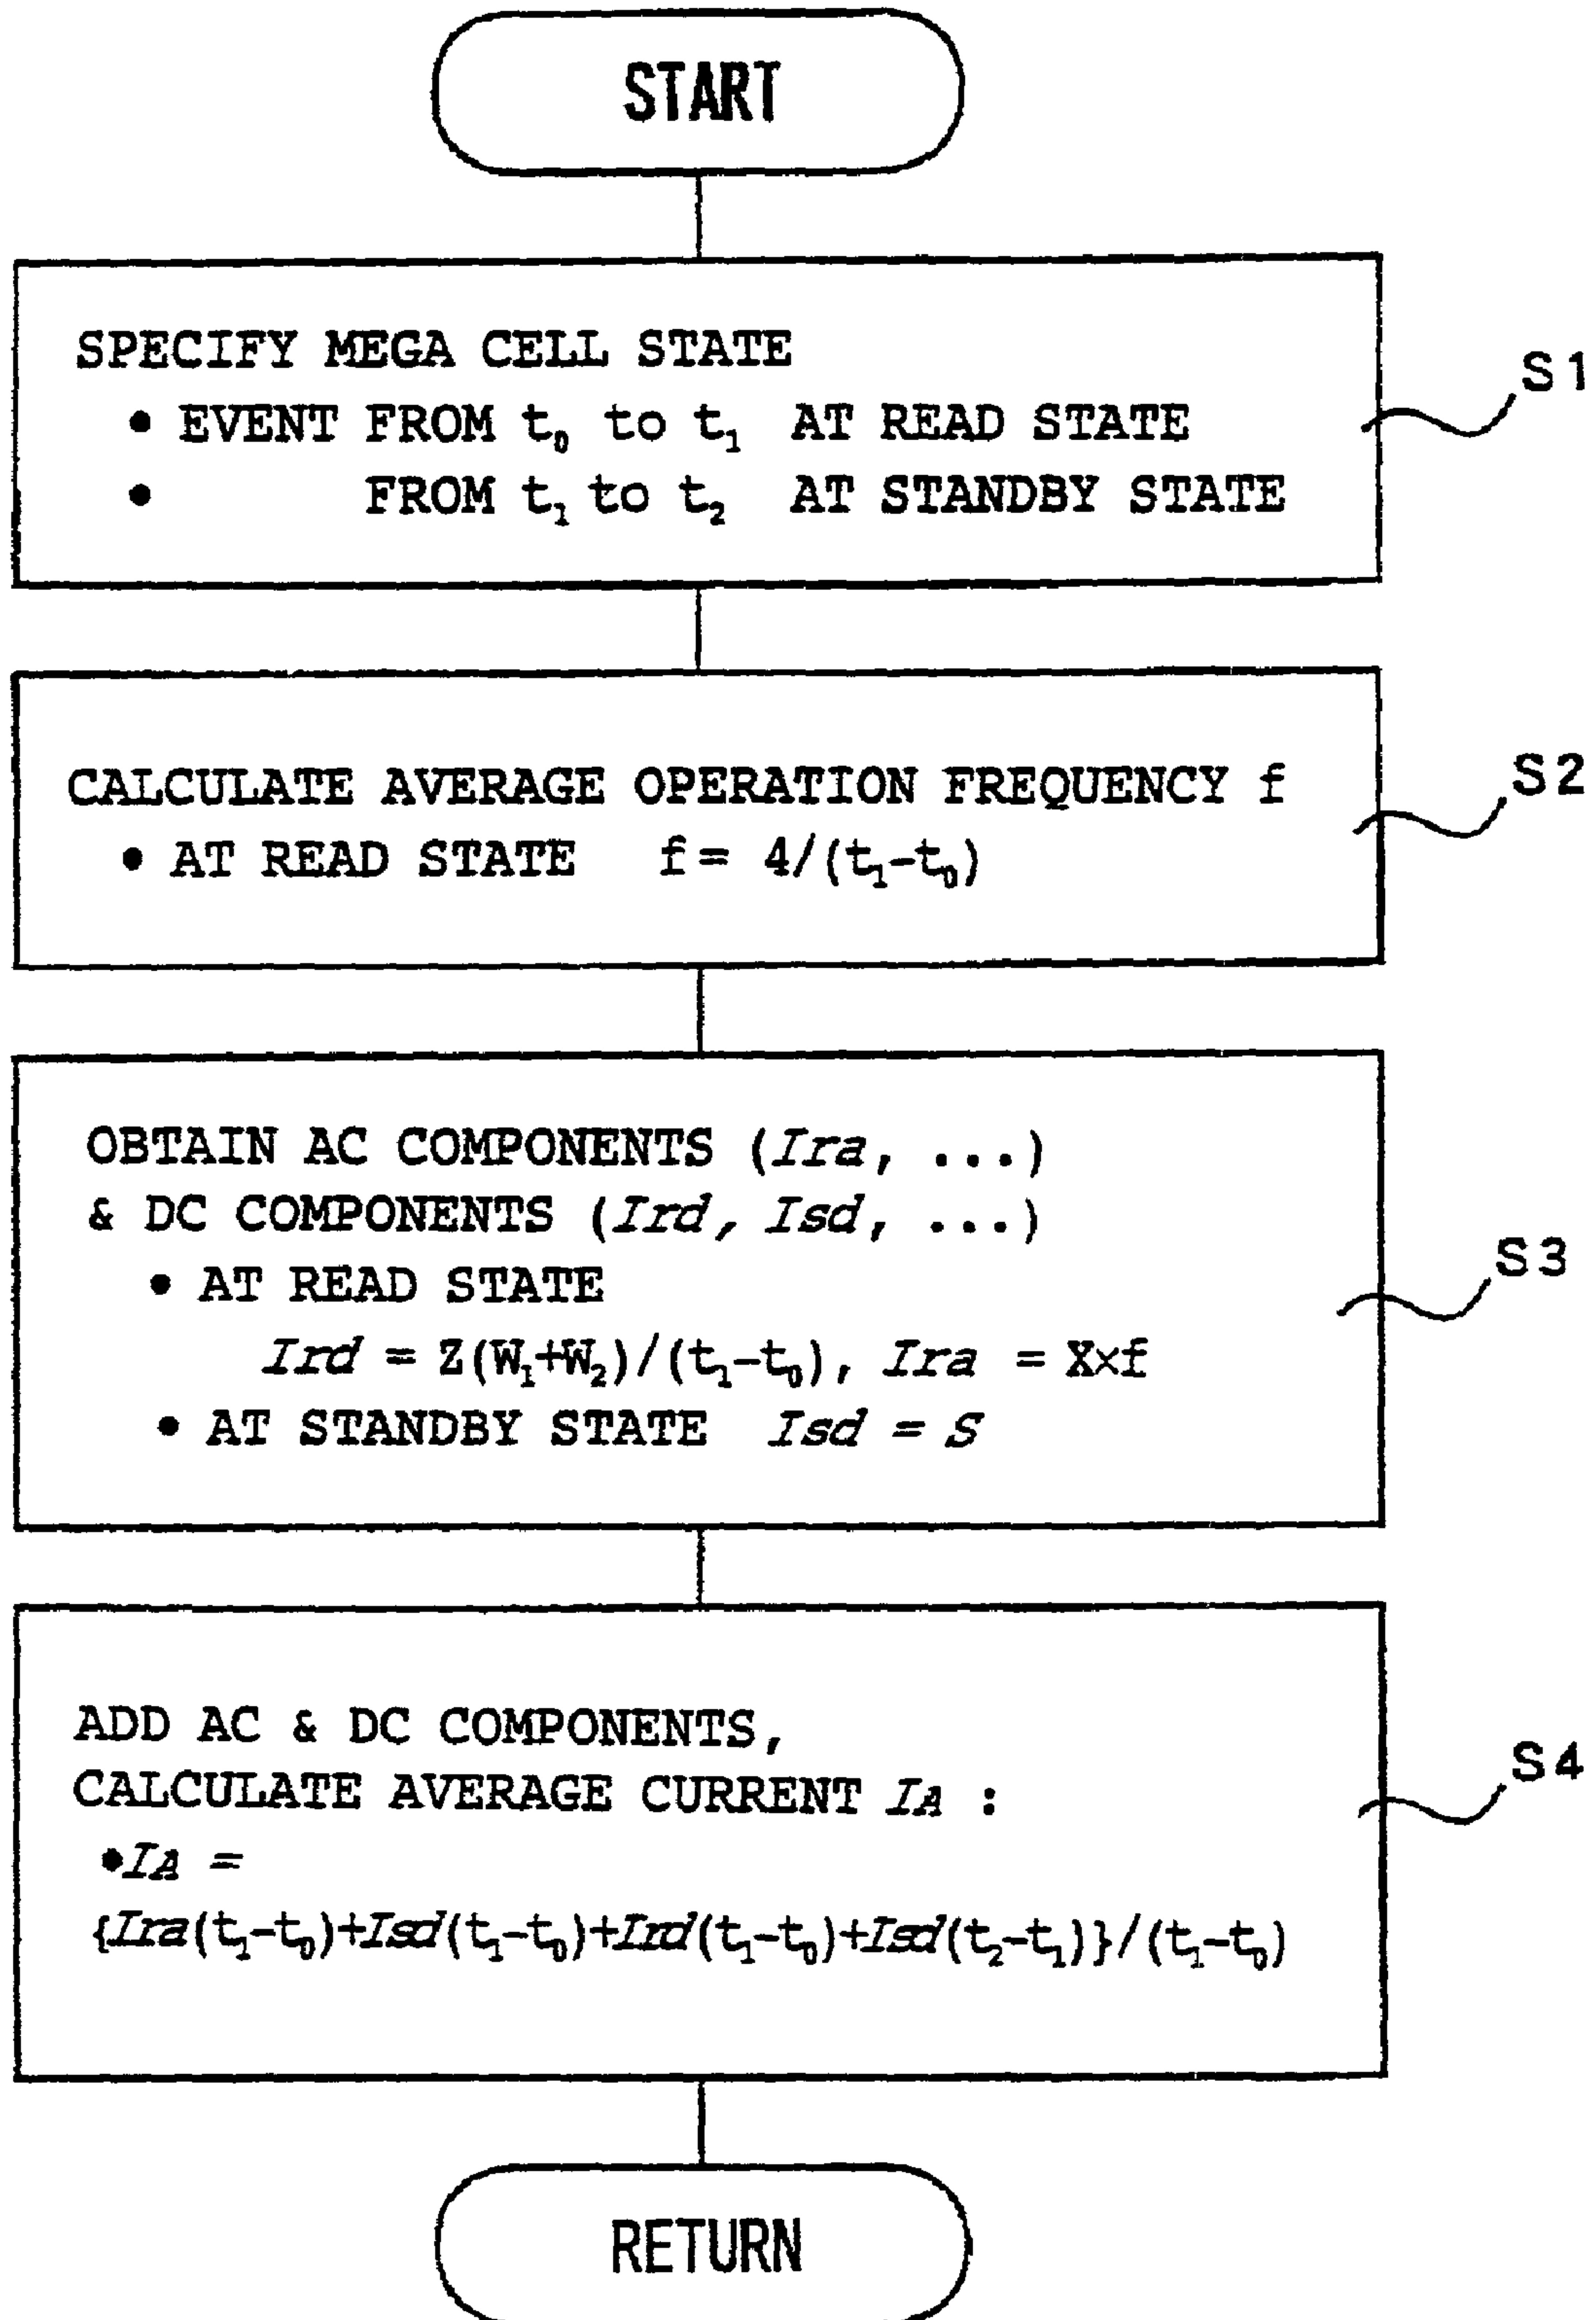 START
SPECIFY MEGA CELL STATE
• EVENT FROM t₀ to t₁ AT READ STATE
• FROM t₁ to t₂ AT STANDBY STATE
S1
CALCULATE AVERAGE OPERATION FREQUENCY f
• AT READ STATE f = 4/(t₁-t₀)
S2
OBTAIN AC COMPONENTS (Ira, ...)
& DC COMPONENTS (Ird, Isd, ...)
• AT READ STATE
Ird = Z(W₁+W₂)/(t₁-t₀), Ira = X×f
• AT STANDBY STATE Isd = S
S3
ADD AC & DC COMPONENTS,
CALCULATE AVERAGE CURRENT IA :
•IA =
{Ira(t₁-t₀)+Isd(t₁-t₀)+Ird(t₁-t₀)+Isd(t₂-t₁)}/(t₁-t₀)
S4
RETURN